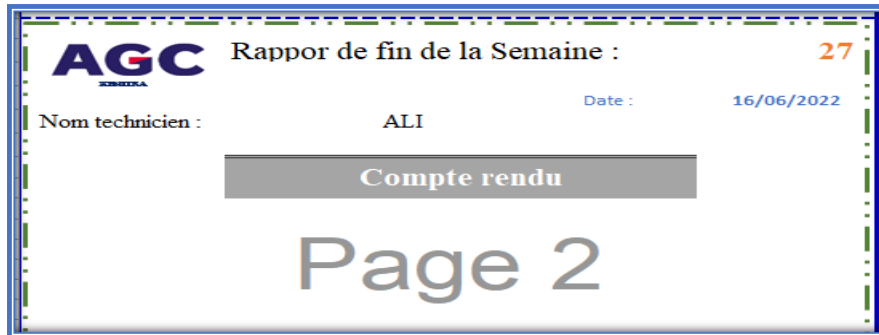 AGC Rappor de fin de la Semaine : 27
Date : 16/06/2022
Nom technicien : ALI
Compte rendu
Page 2